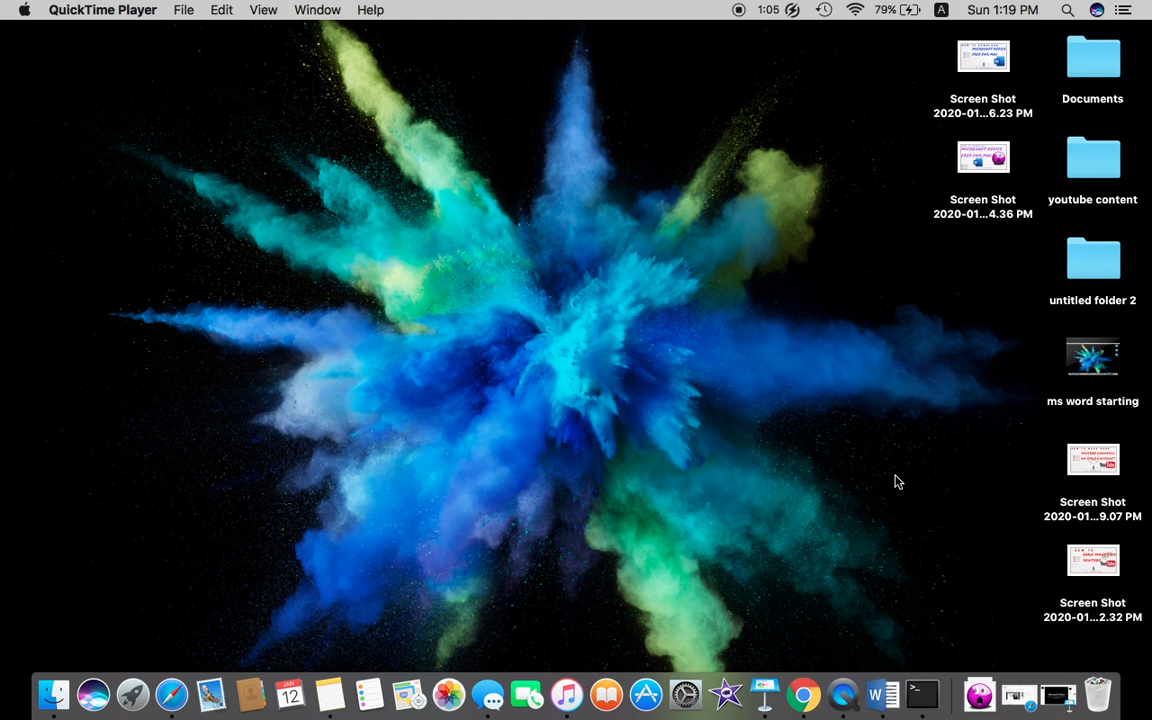 QuickTime Player File Edit View Window Help 1:05 79% A Sun 1:19 PM
Screen Shot
2020-01...6.23 PM
Documents
Screen Shot
2020-01...4.36 PM
youtube content
untitled folder 2
ms word starting
Screen Shot
2020-01...9.07 PM
Screen Shot
2020-01...2.32 PM
JAN
12